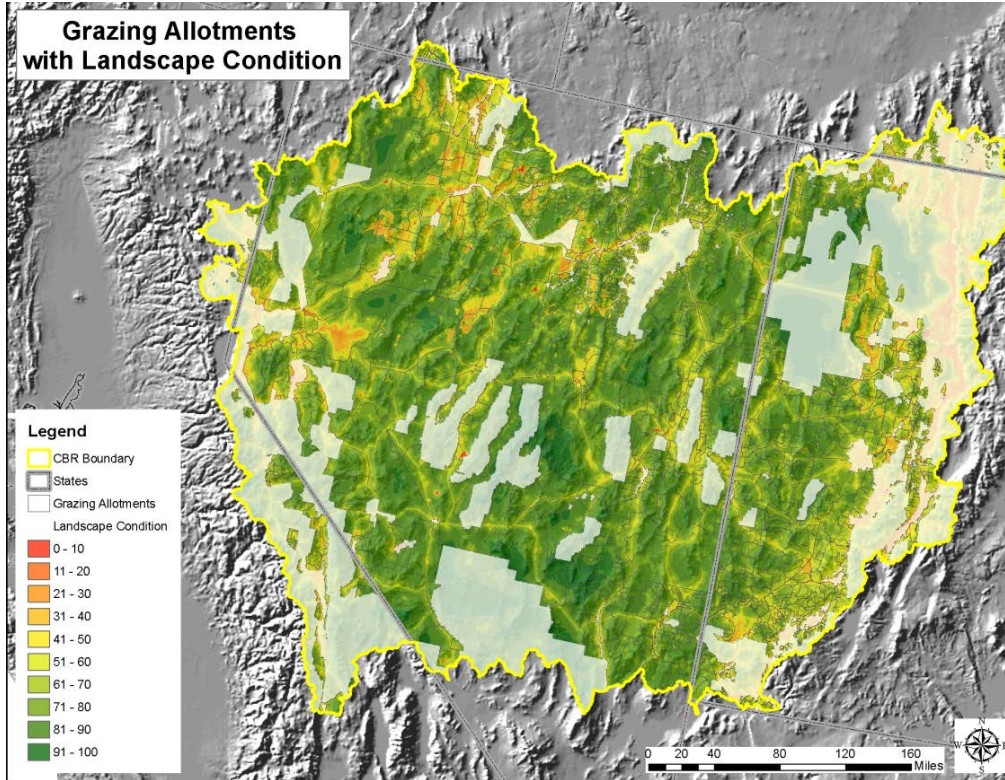 Grazing Allotments
with Landscape Condition
Legend
CBR Boundary
States
Grazing Allotments
Landscape Condition
0 - 10
11 - 20
21 - 30
31 - 40
41 - 50
51 - 60
61 - 70
71 - 80
81 - 90
91 - 100
0 20 40 80 120 160
Miles
N
W E
S